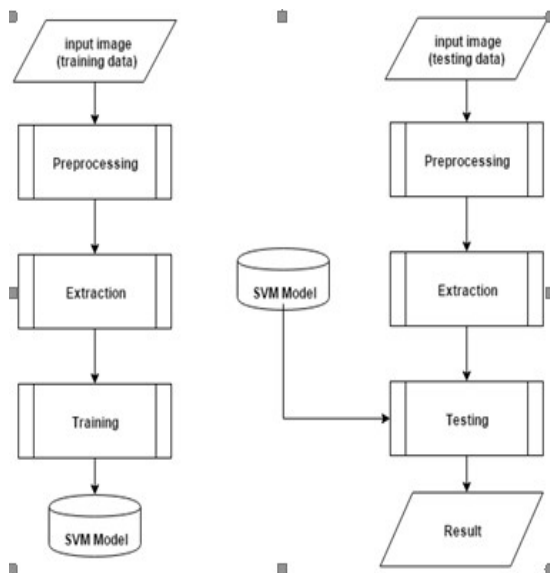 input image
(training data)
Preprocessing
Extraction
Training
SVM Model
input image
(testing data)
Preprocessing
Extraction
SVM Model
Testing
Result